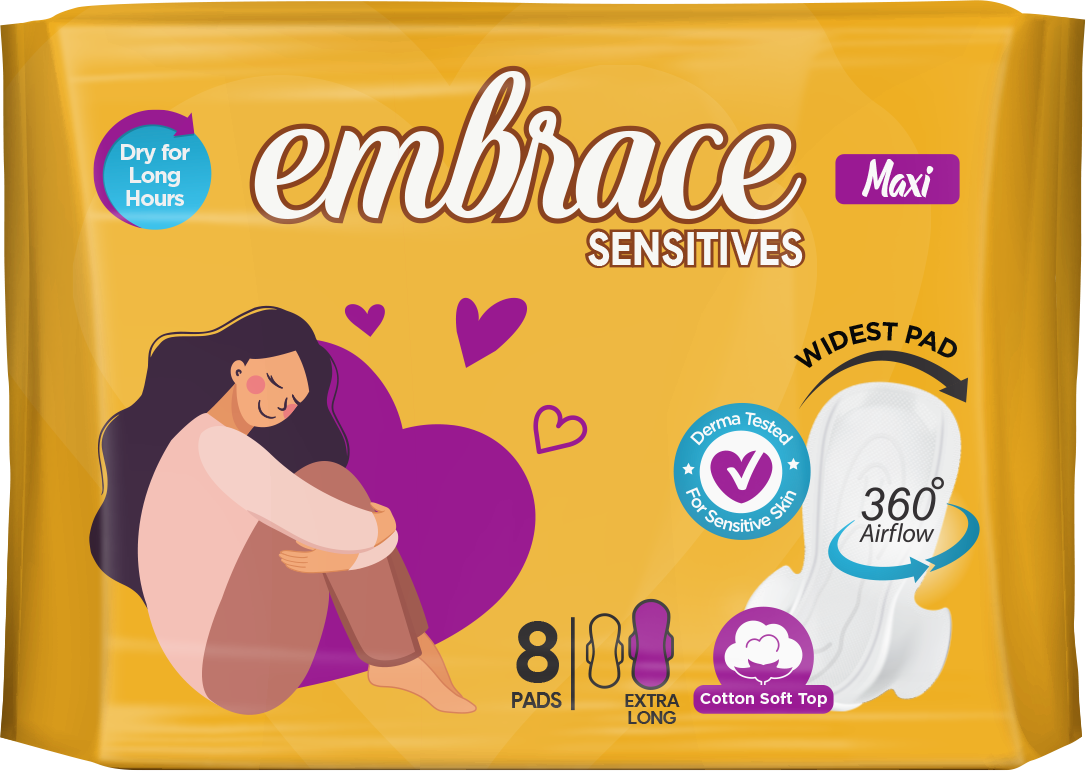 Dry for
Long
Hours
embrace
SENSITIVES
Maxi
WIDEST PAD
Derma Tested
For Sensitive Skin
360°
Airflow
8
PADS
EXTRA
LONG
Cotton Soft Top